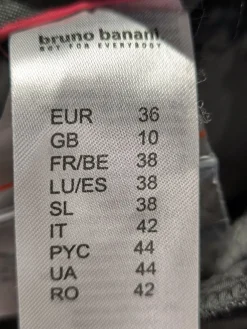 bruno banani
NOT FOR EVERYBODY
EUR 36
GB 10
FR/BE 38
LU/ES 38
SL 38
IT 42
PYC 44
UA 44
RO 42